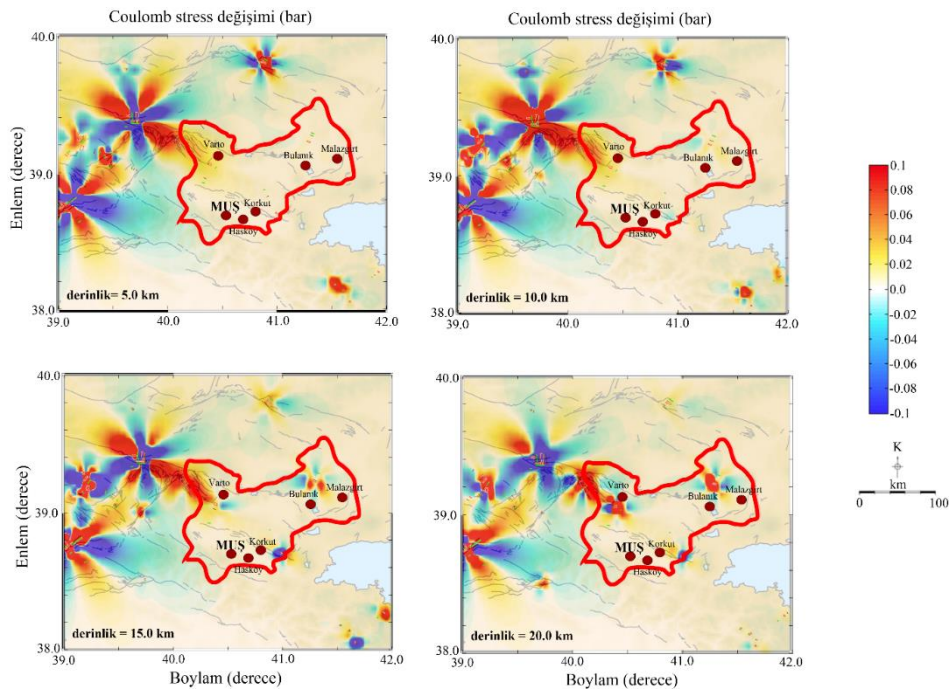 Coulomb stress değişimi (bar)
Coulomb stress değişimi (bar)
40.0
39.0
38.0
39.0
40.0
41.0
42.0
Enlem (derece)
Varto
Bulanık
Malazgirt
MUŞ
Korkut
Hasköy
derinlik= 5.0 km
40.0
39.0
38.0
39.0
40.0
41.0
42.0
Varto
Bulanık
Malazgirt
MUŞ
Korkut
Hasköy
derinlik = 10.0 km
0.1
0.08
0.06
0.04
0.02
0.0
-0.02
-0.04
-0.06
-0.08
-0.1
K
km
0
100
40.0
39.0
38.0
39.0
40.0
41.0
42.0
Enlem (derece)
Boylam (derece)
Varto
Bulanık
Malazgirt
MUŞ
Korkut
Hasköy
derinlik = 15.0 km
40.0
39.0
38.0
39.0
40.0
41.0
42.0
Boylam (derece)
Varto
Bulanık
Malazgirt
MUŞ
Korkut
Hasköy
derinlik = 20.0 km